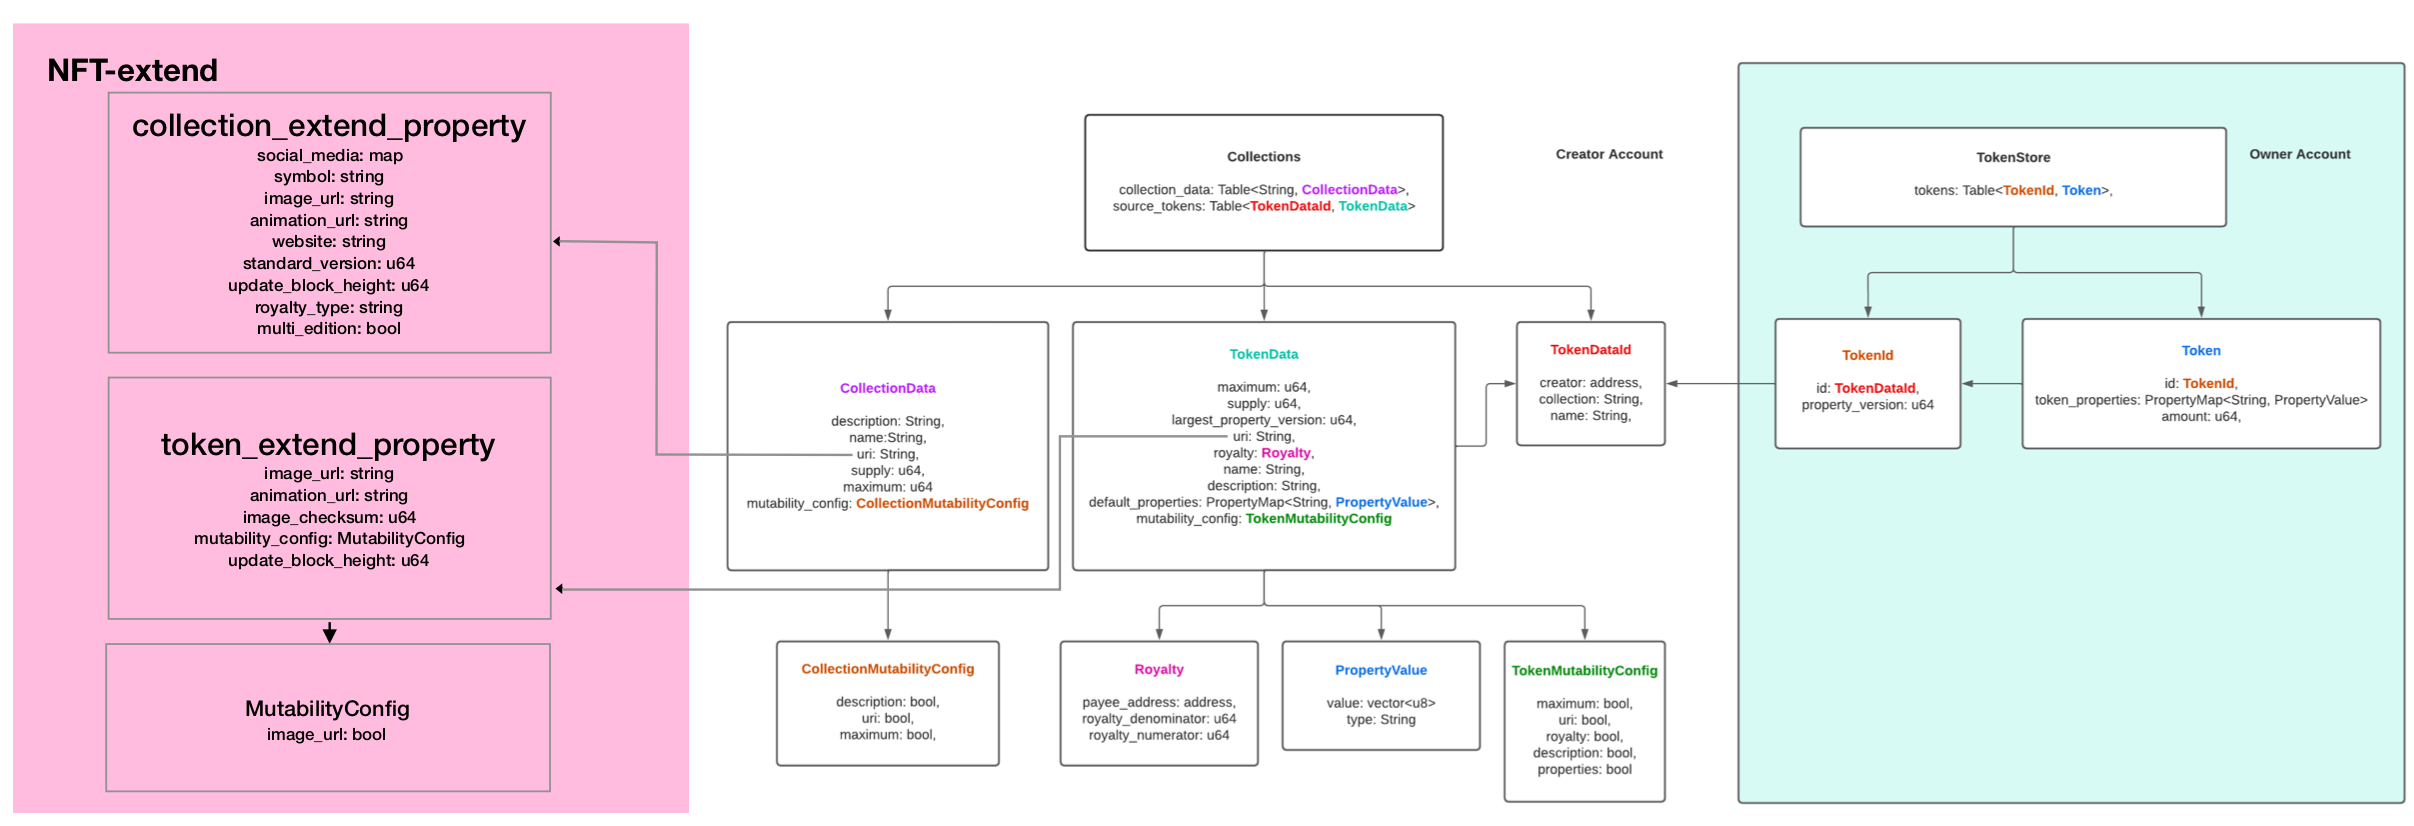 NFT-extend
collection_extend_property
social_media: map
symbol: string
image_url: string
animation_url: string
website: string
standard_version: u64
update_block_height: u64
royalty_type: string
multi_edition: bool
token_extend_property
image_url: string
animation_url: string
image_checksum: u64
mutability_config: MutabilityConfig
update_block_height: u64
MutabilityConfig
image_url: bool
Collections
collection_data: Table<String, CollectionData>,
source_tokens: Table<TokenDataId, TokenData>
Creator Account
CollectionData
description: String,
name:String,
uri: String,
supply: u64,
maximum: u64
mutability_config: CollectionMutabilityConfig
TokenData
maximum: u64,
supply: u64,
largest_property_version: u64,
uri: String,
royalty: Royalty,
name: String,
description: String,
default_properties: PropertyMap<String, PropertyValue>,
mutability_config: TokenMutabilityConfig
TokenDataId
creator: address,
collection: String,
name: String,
CollectionMutabilityConfig
description: bool,
uri: bool,
maximum: bool,
Royalty
payee_address: address,
royalty_denominator: u64
royalty_numerator: u64
PropertyValue
value: vector<u8>
type: String
TokenMutabilityConfig
maximum: bool,
uri: bool,
royalty: bool,
description: bool,
properties: bool
TokenStore
tokens: Table<TokenId, Token>,
Owner Account
TokenId
id: TokenDataId,
property_version: u64
Token
id: TokenId,
token_properties: PropertyMap<String, PropertyValue>
amount: u64,